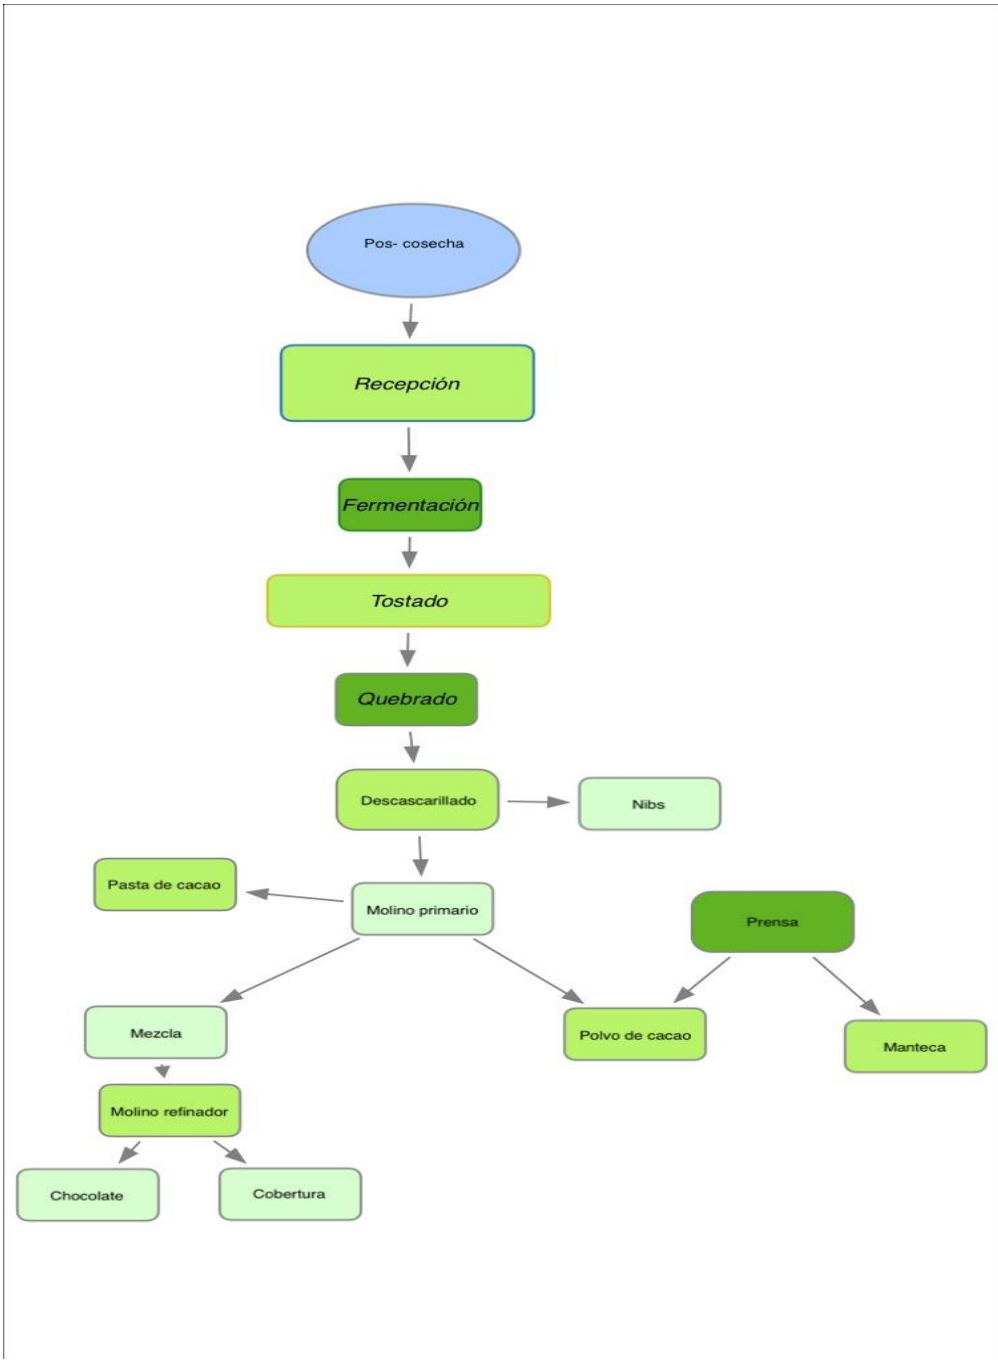 Pos- cosecha
Recepción
Fermentación
Tostado
Quebrado
Descascarillado
Nibs
Pasta de cacao
Molino primario
Prensa
Mezcla
Polvo de cacao
Manteca
Molino refinador
Chocolate
Cobertura